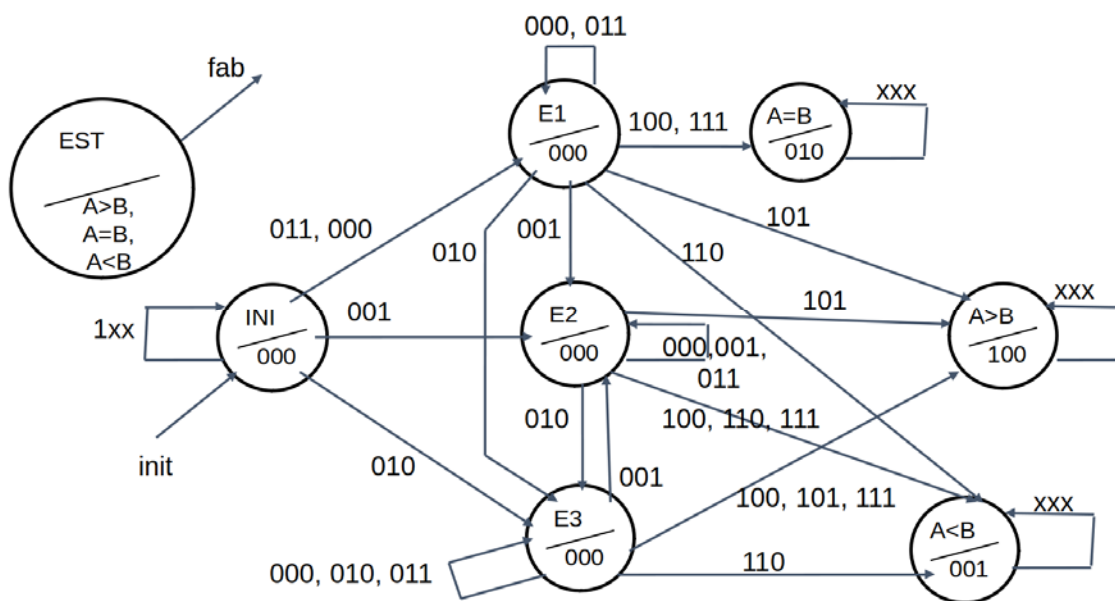 000, 011
fab
EST
A>B,
A=B,
A<B
E1
000
100, 111
A=B
010
xxx
011, 000
010
001
101
110
1xx
INI
000
001
E2
000
101
000,001,
011
A>B
100
xxx
init
010
010
100, 110, 111
001
100, 101, 111
000, 010, 011
E3
000
110
A<B
001
xxx